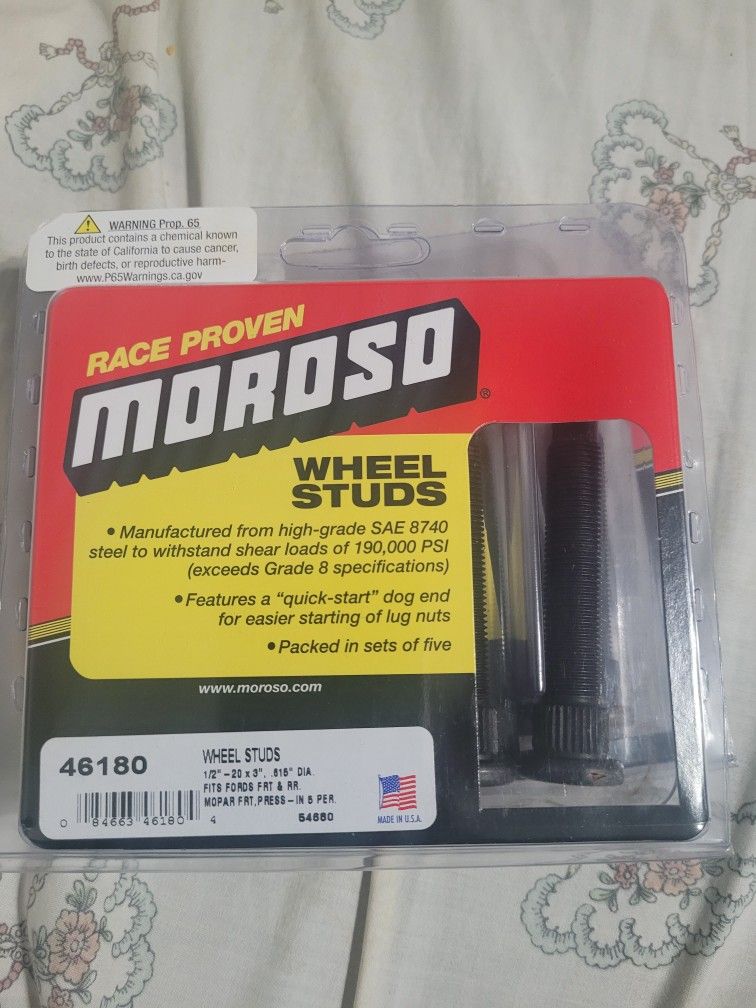 WARNING Prop. 65
This product contains a chemical known
to the state of California to cause cancer,
birth defects, or reproductive harm-
www.P65Warnings.ca.gov
RACE PROVEN
MOROSO®
WHEEL
STUDS
• Manufactured from high-grade SAE 8740
steel to withstand shear loads of 190,000 PSI
(exceeds Grade 8 specifications)
• Features a “quick-start” dog end
for easier starting of lug nuts
• Packed in sets of five
www.moroso.com
46180
WHEEL STUDS
1/2" - 20 x 3", .615" DIA.
FITS FORDS FRT & RR.
MOPAR FRT, PRESS - IN 5 PER.
54660
0 84663 46180 4
MADE IN U.S.A.